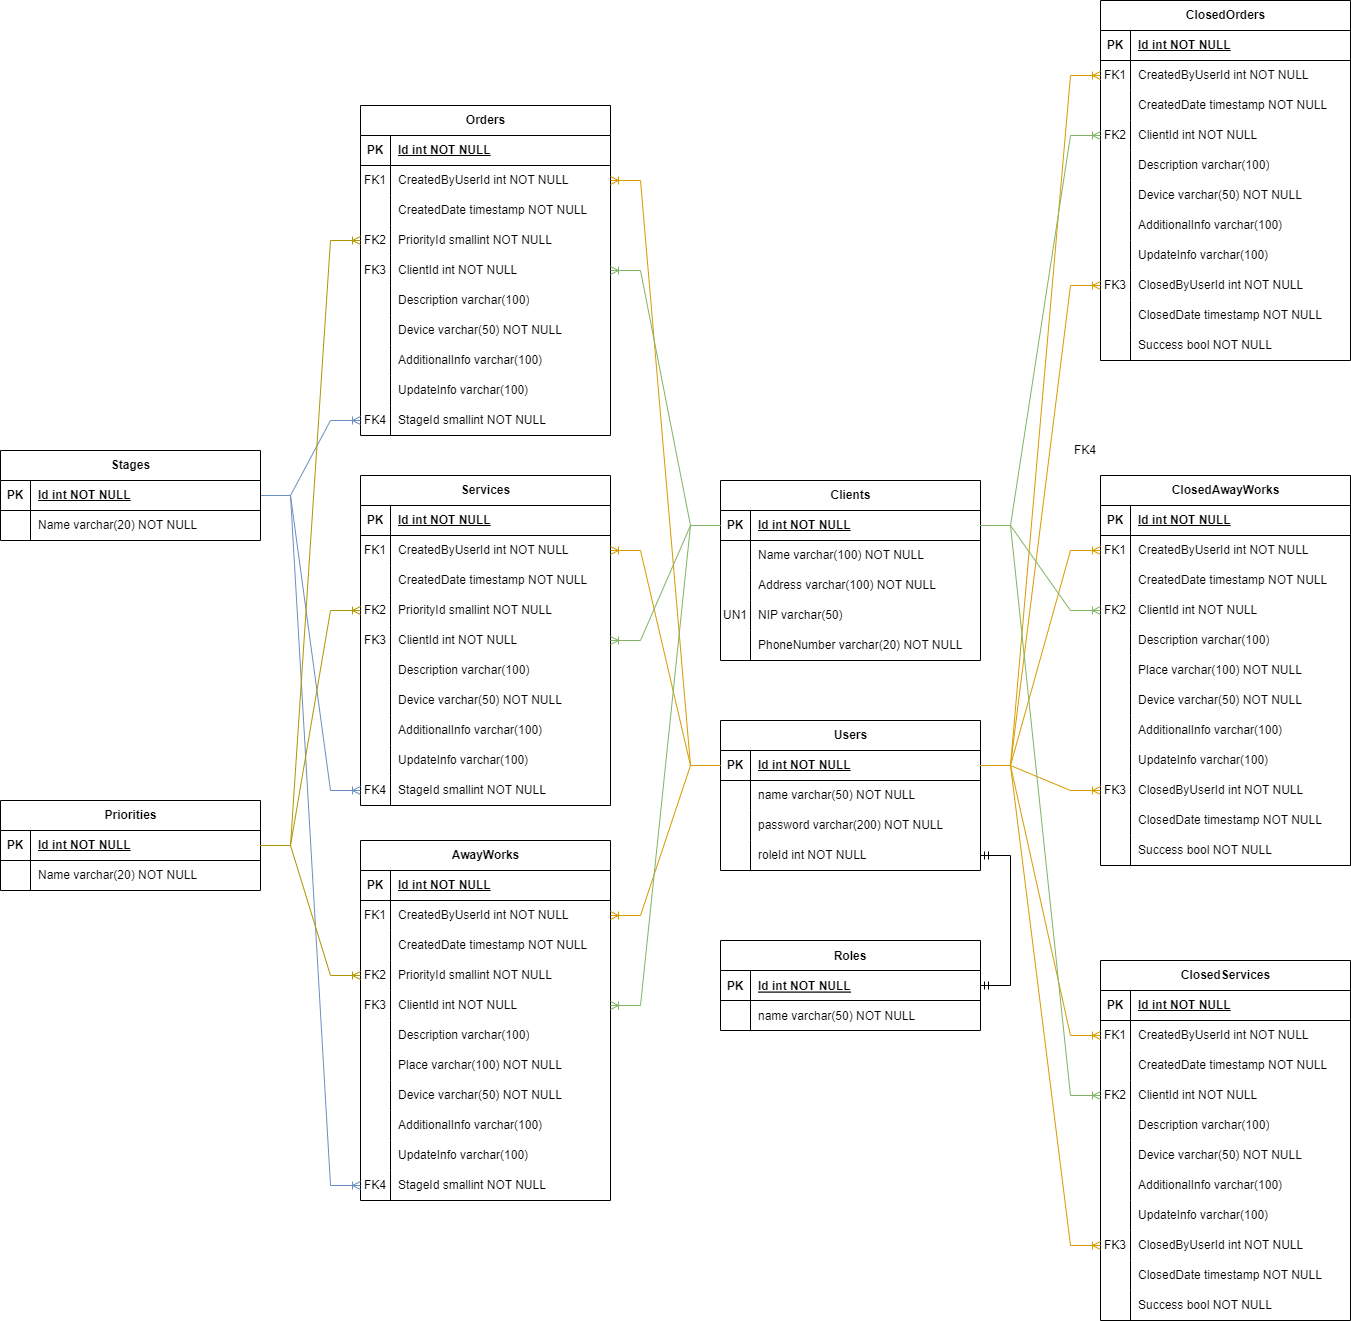 Stages
PK Id int NOT NULL
Name varchar(20) NOT NULL
Priorities
PK Id int NOT NULL
Name varchar(20) NOT NULL
Orders
PK Id int NOT NULL
FK1 CreatedByUserId int NOT NULL
CreatedDate timestamp NOT NULL
FK2 PriorityId smallint NOT NULL
FK3 ClientId int NOT NULL
Description varchar(100)
Device varchar(50) NOT NULL
AdditionalInfo varchar(100)
UpdateInfo varchar(100)
FK4 StageId smallint NOT NULL
Services
PK Id int NOT NULL
FK1 CreatedByUserId int NOT NULL
CreatedDate timestamp NOT NULL
FK2 PriorityId smallint NOT NULL
FK3 ClientId int NOT NULL
Description varchar(100)
Device varchar(50) NOT NULL
AdditionalInfo varchar(100)
UpdateInfo varchar(100)
FK4 StageId smallint NOT NULL
AwayWorks
PK Id int NOT NULL
FK1 CreatedByUserId int NOT NULL
CreatedDate timestamp NOT NULL
FK2 PriorityId smallint NOT NULL
FK3 ClientId int NOT NULL
Description varchar(100)
Place varchar(100) NOT NULL
Device varchar(50) NOT NULL
AdditionalInfo varchar(100)
UpdateInfo varchar(100)
FK4 StageId smallint NOT NULL
Clients
PK Id int NOT NULL
Name varchar(100) NOT NULL
Address varchar(100) NOT NULL
UN1 NIP varchar(50)
PhoneNumber varchar(20) NOT NULL
Users
PK Id int NOT NULL
name varchar(50) NOT NULL
password varchar(200) NOT NULL
roleId int NOT NULL
Roles
PK Id int NOT NULL
name varchar(50) NOT NULL
ClosedOrders
PK Id int NOT NULL
FK1 CreatedByUserId int NOT NULL
CreatedDate timestamp NOT NULL
FK2 ClientId int NOT NULL
Description varchar(100)
Device varchar(50) NOT NULL
AdditionalInfo varchar(100)
UpdateInfo varchar(100)
FK3 ClosedByUserId int NOT NULL
ClosedDate timestamp NOT NULL
Success bool NOT NULL
FK4
ClosedAwayWorks
PK Id int NOT NULL
FK1 CreatedByUserId int NOT NULL
CreatedDate timestamp NOT NULL
FK2 ClientId int NOT NULL
Description varchar(100)
Place varchar(100) NOT NULL
Device varchar(50) NOT NULL
AdditionalInfo varchar(100)
UpdateInfo varchar(100)
FK3 ClosedByUserId int NOT NULL
ClosedDate timestamp NOT NULL
Success bool NOT NULL
ClosedServices
PK Id int NOT NULL
FK1 CreatedByUserId int NOT NULL
CreatedDate timestamp NOT NULL
FK2 ClientId int NOT NULL
Description varchar(100)
Device varchar(50) NOT NULL
AdditionalInfo varchar(100)
UpdateInfo varchar(100)
FK3 ClosedByUserId int NOT NULL
ClosedDate timestamp NOT NULL
Success bool NOT NULL